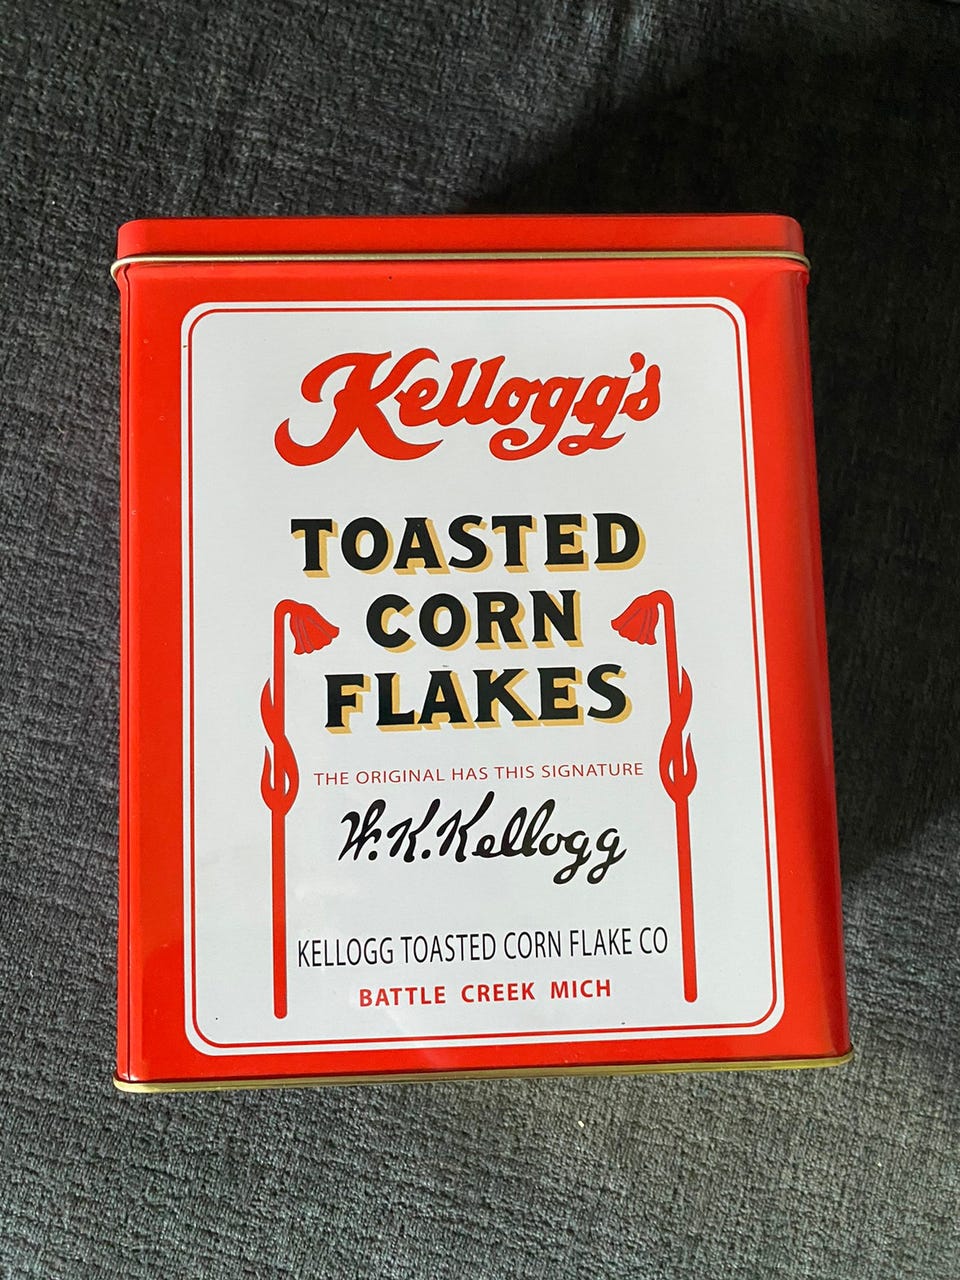 Kellogg's
TOASTED
CORN
FLAKES
THE ORIGINAL HAS THIS SIGNATURE
W.K.Kellogg
KELLOGG TOASTED CORN FLAKE CO
BATTLE CREEK MICH